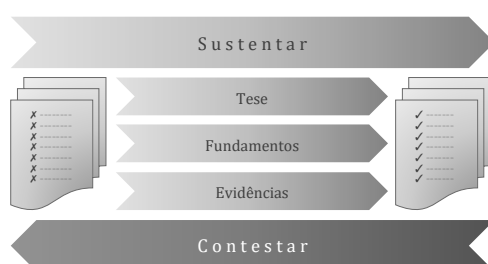 Sustentar
Tese
Fundamentos
Evidências
Contestar